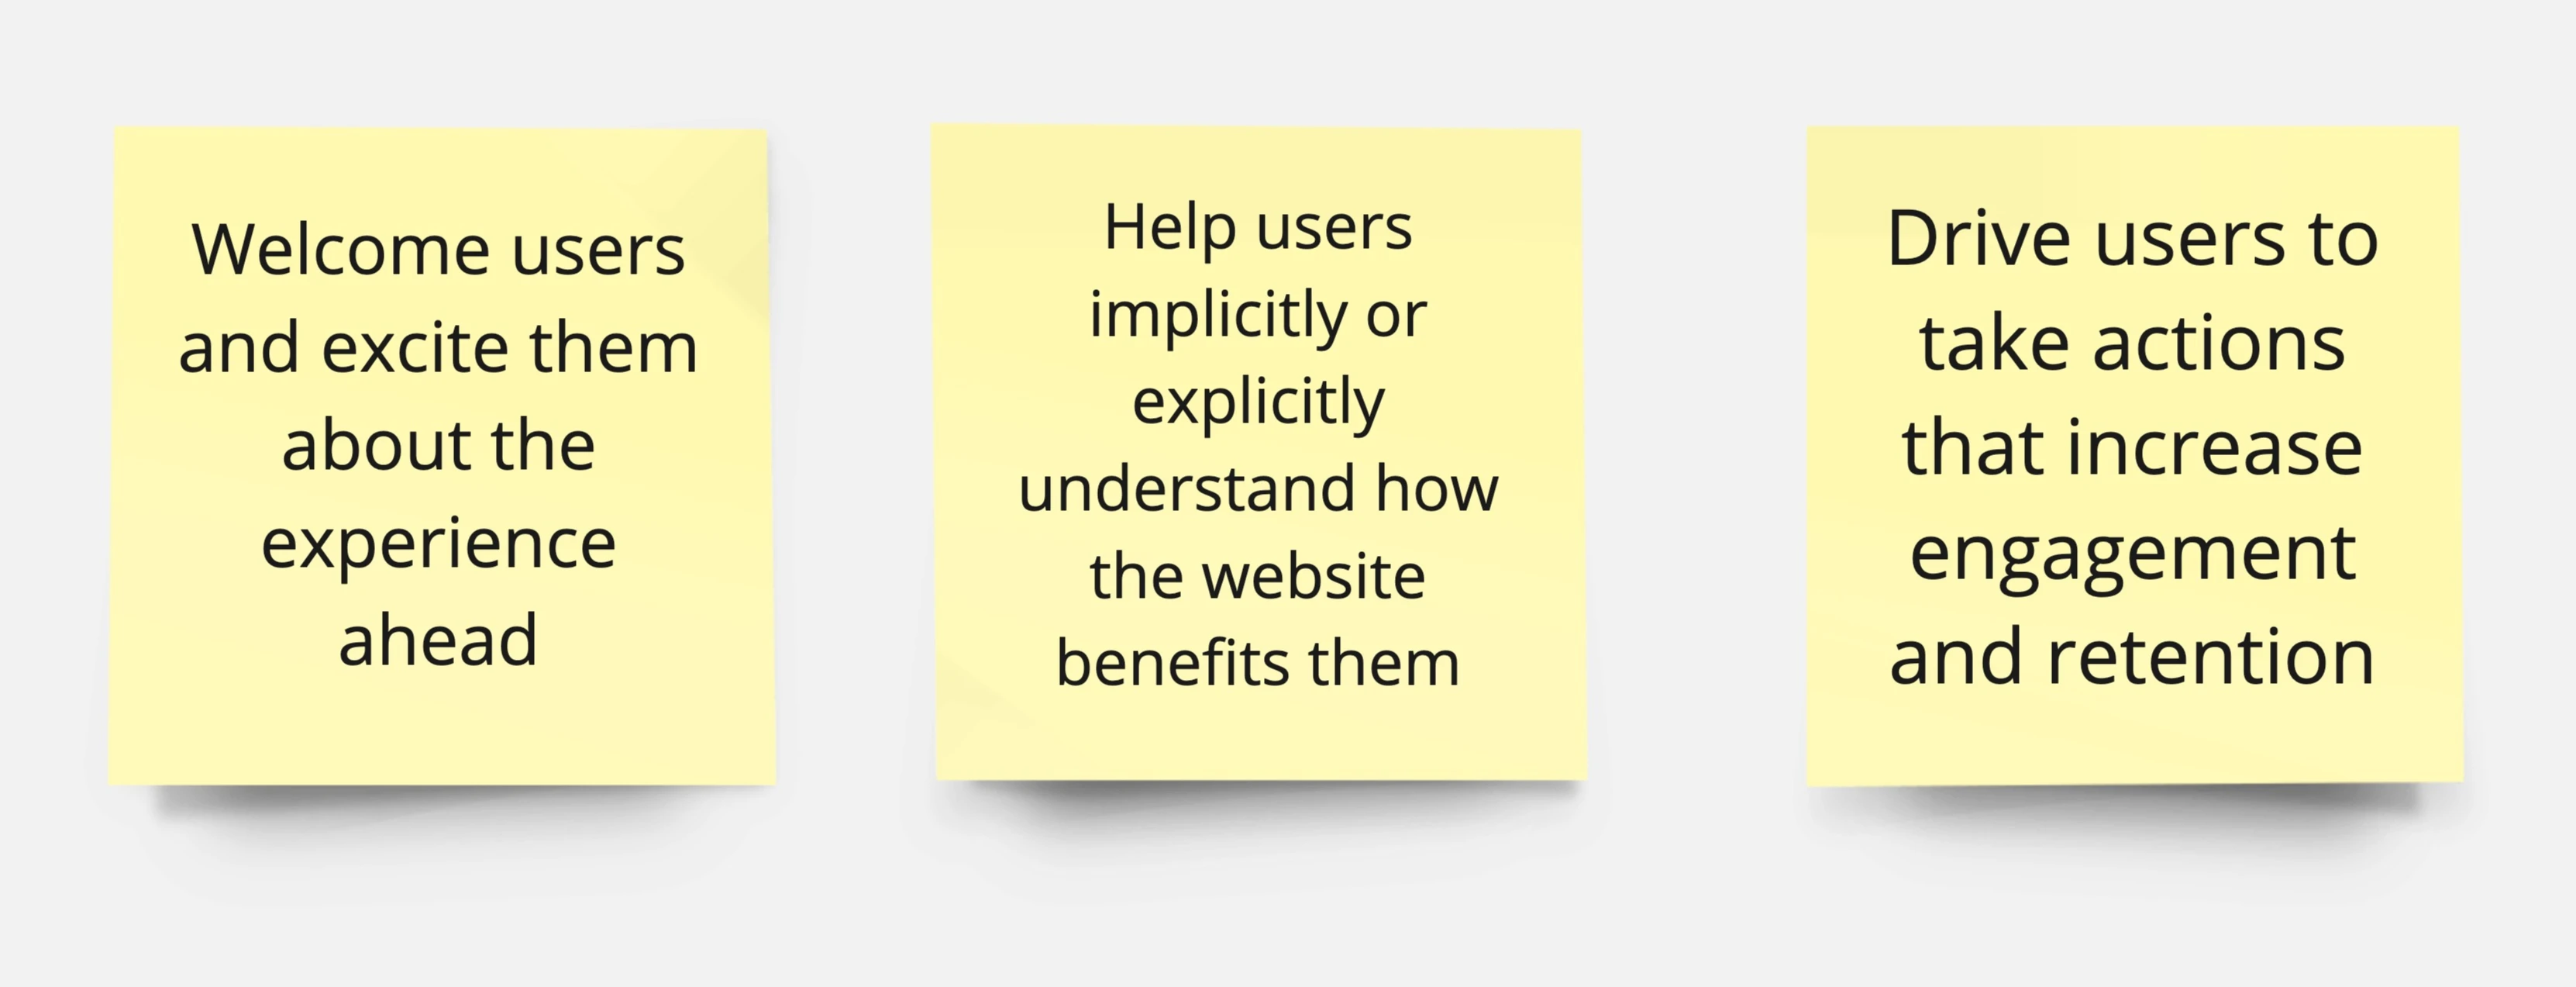 Welcome users
and excite them
about the
experience
ahead
Help users
implicitly or
explicitly
understand how
the website
benefits them
Drive users to
take actions
that increase
engagement
and retention